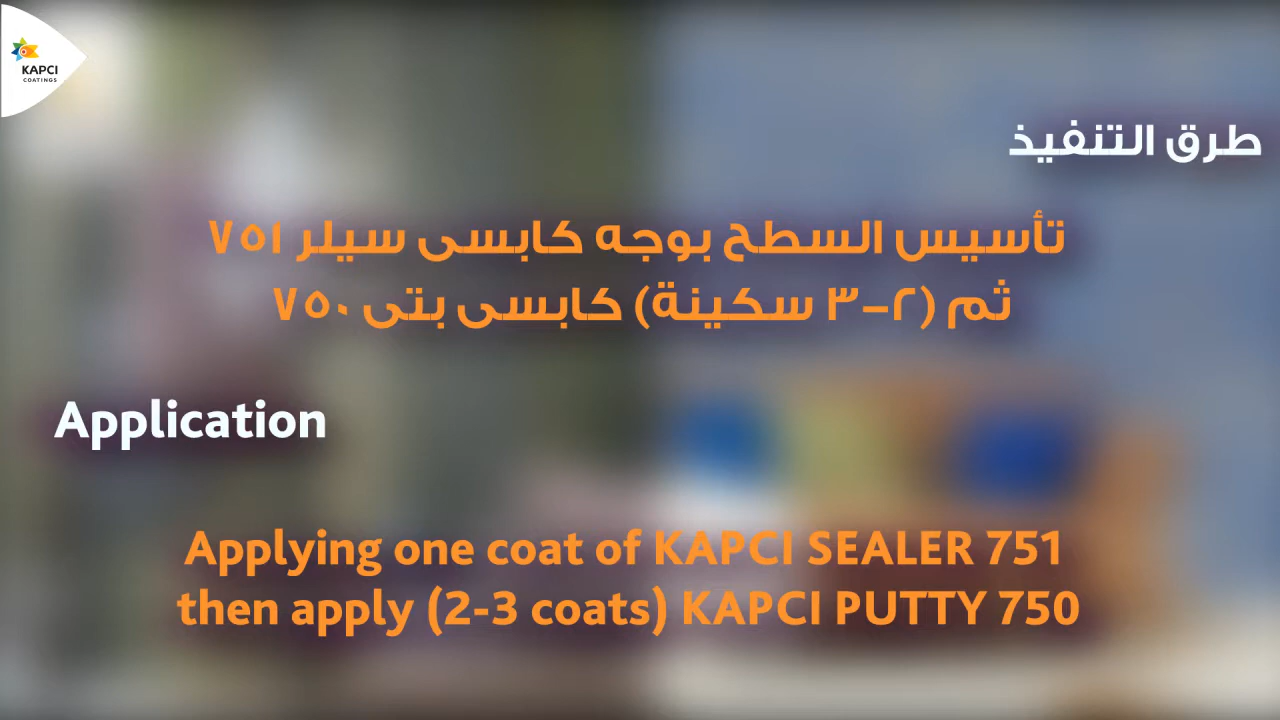 KAPCI
COATINGS
طرق التنفيذ
تأسيس السطح بوجه كابسى سيلر ٧٥١
ثم (٢-٣ سكينة) كابسى بتى ٧٥٠
Application
Applying one coat of KAPCI SEALER 751
then apply (2-3 coats) KAPCI PUTTY 750